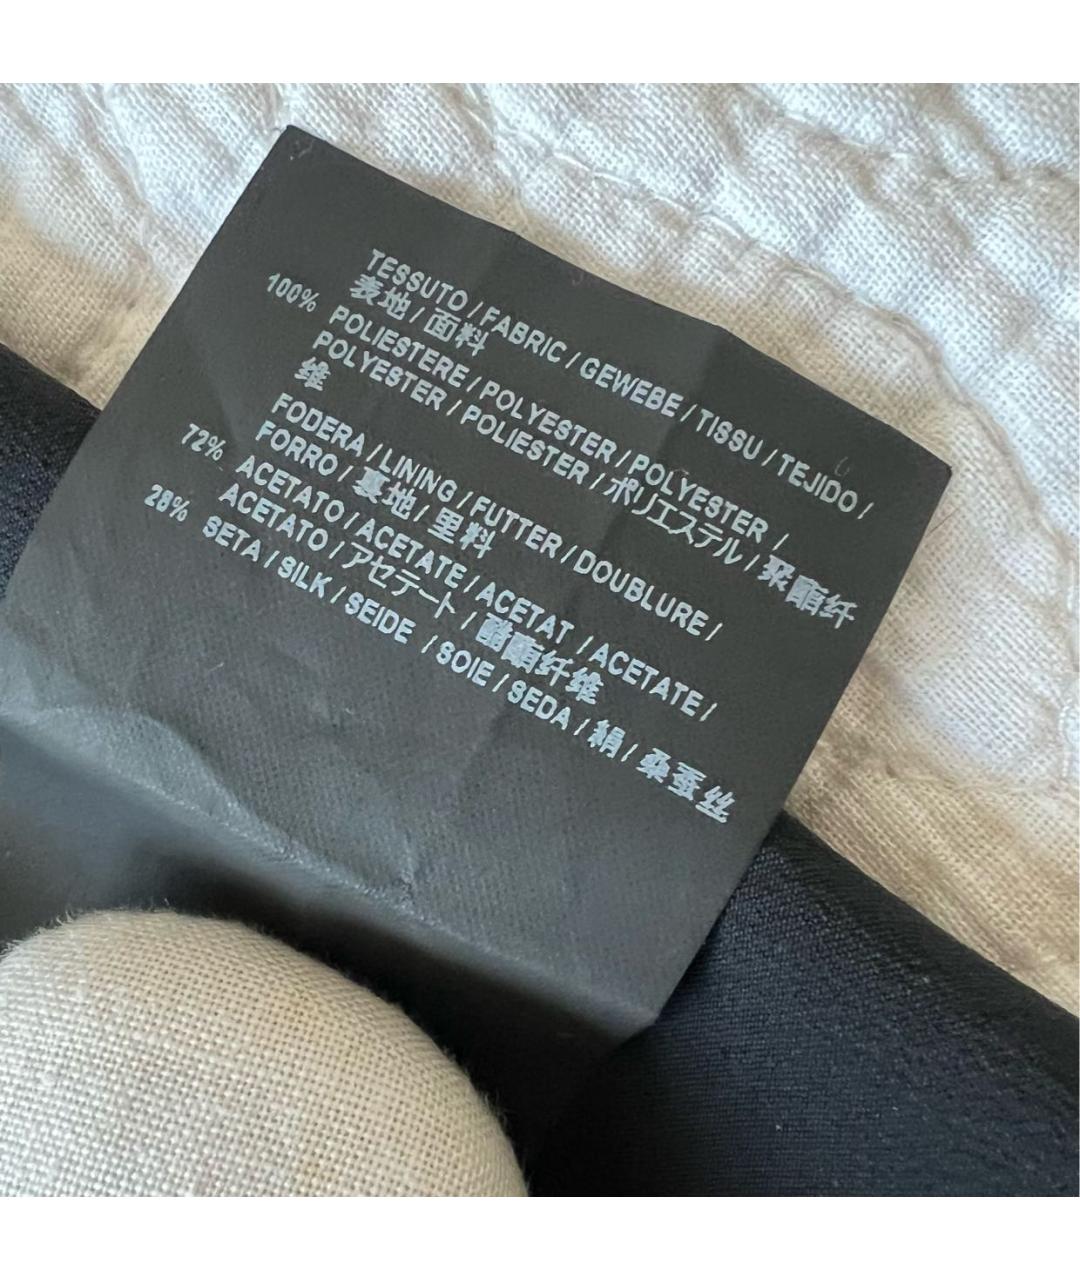 TESSUTO / FABRIC / GEWEBE / TISSU / TEJIDO /
表地 / 面料
100% POLIESTERE / POLYESTER / POLYESTER /
POLYESTER / POLIESTER / ポリエステル / 聚酯纤
维
FODERA / LINING / FUTTER / DOUBLURE /
FORRO / 裏地 / 里料
72% ACETATO / ACETATE / ACETAT / ACETATE /
ACETATO / アセテート / 醋酯纤维
28% SETA / SILK / SEIDE / SOIE / SEDA / 絹 / 桑蚕丝